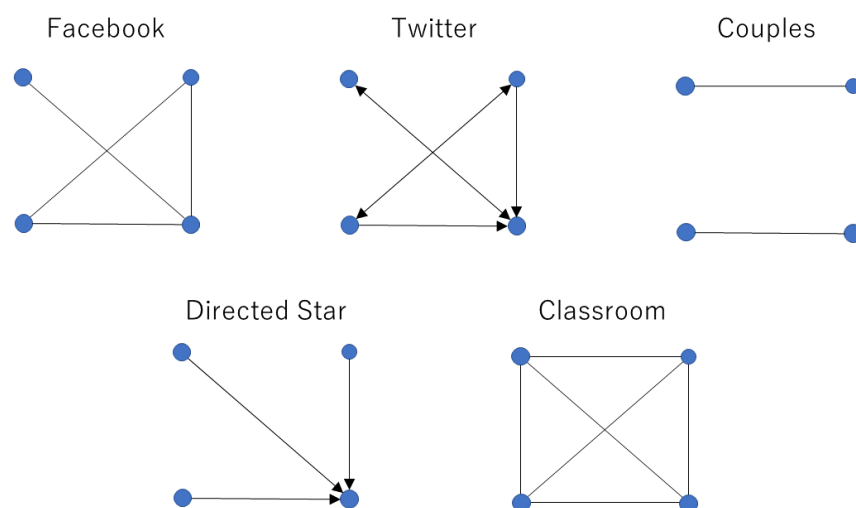 Facebook
Twitter
Couples
Directed Star
Classroom